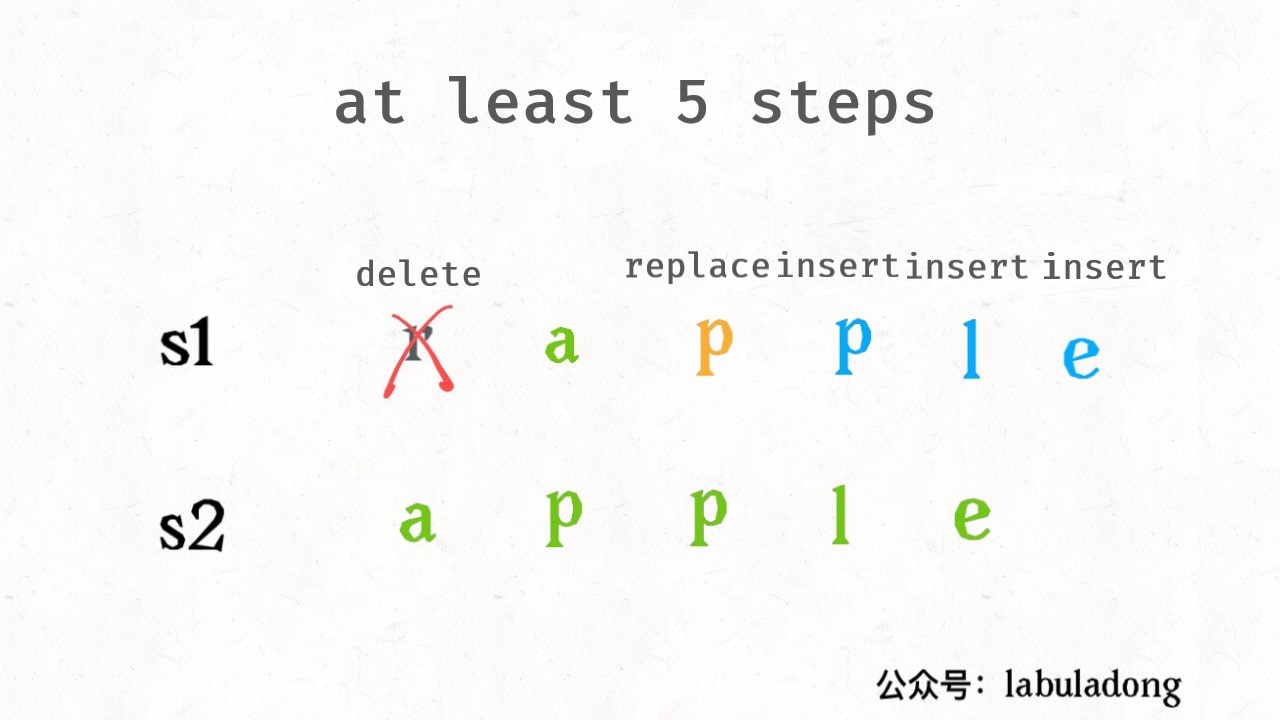 at least 5 steps
delete replace insert insert insert
s1 r a p p l e
s2 a p p l e
公众号：labuladong